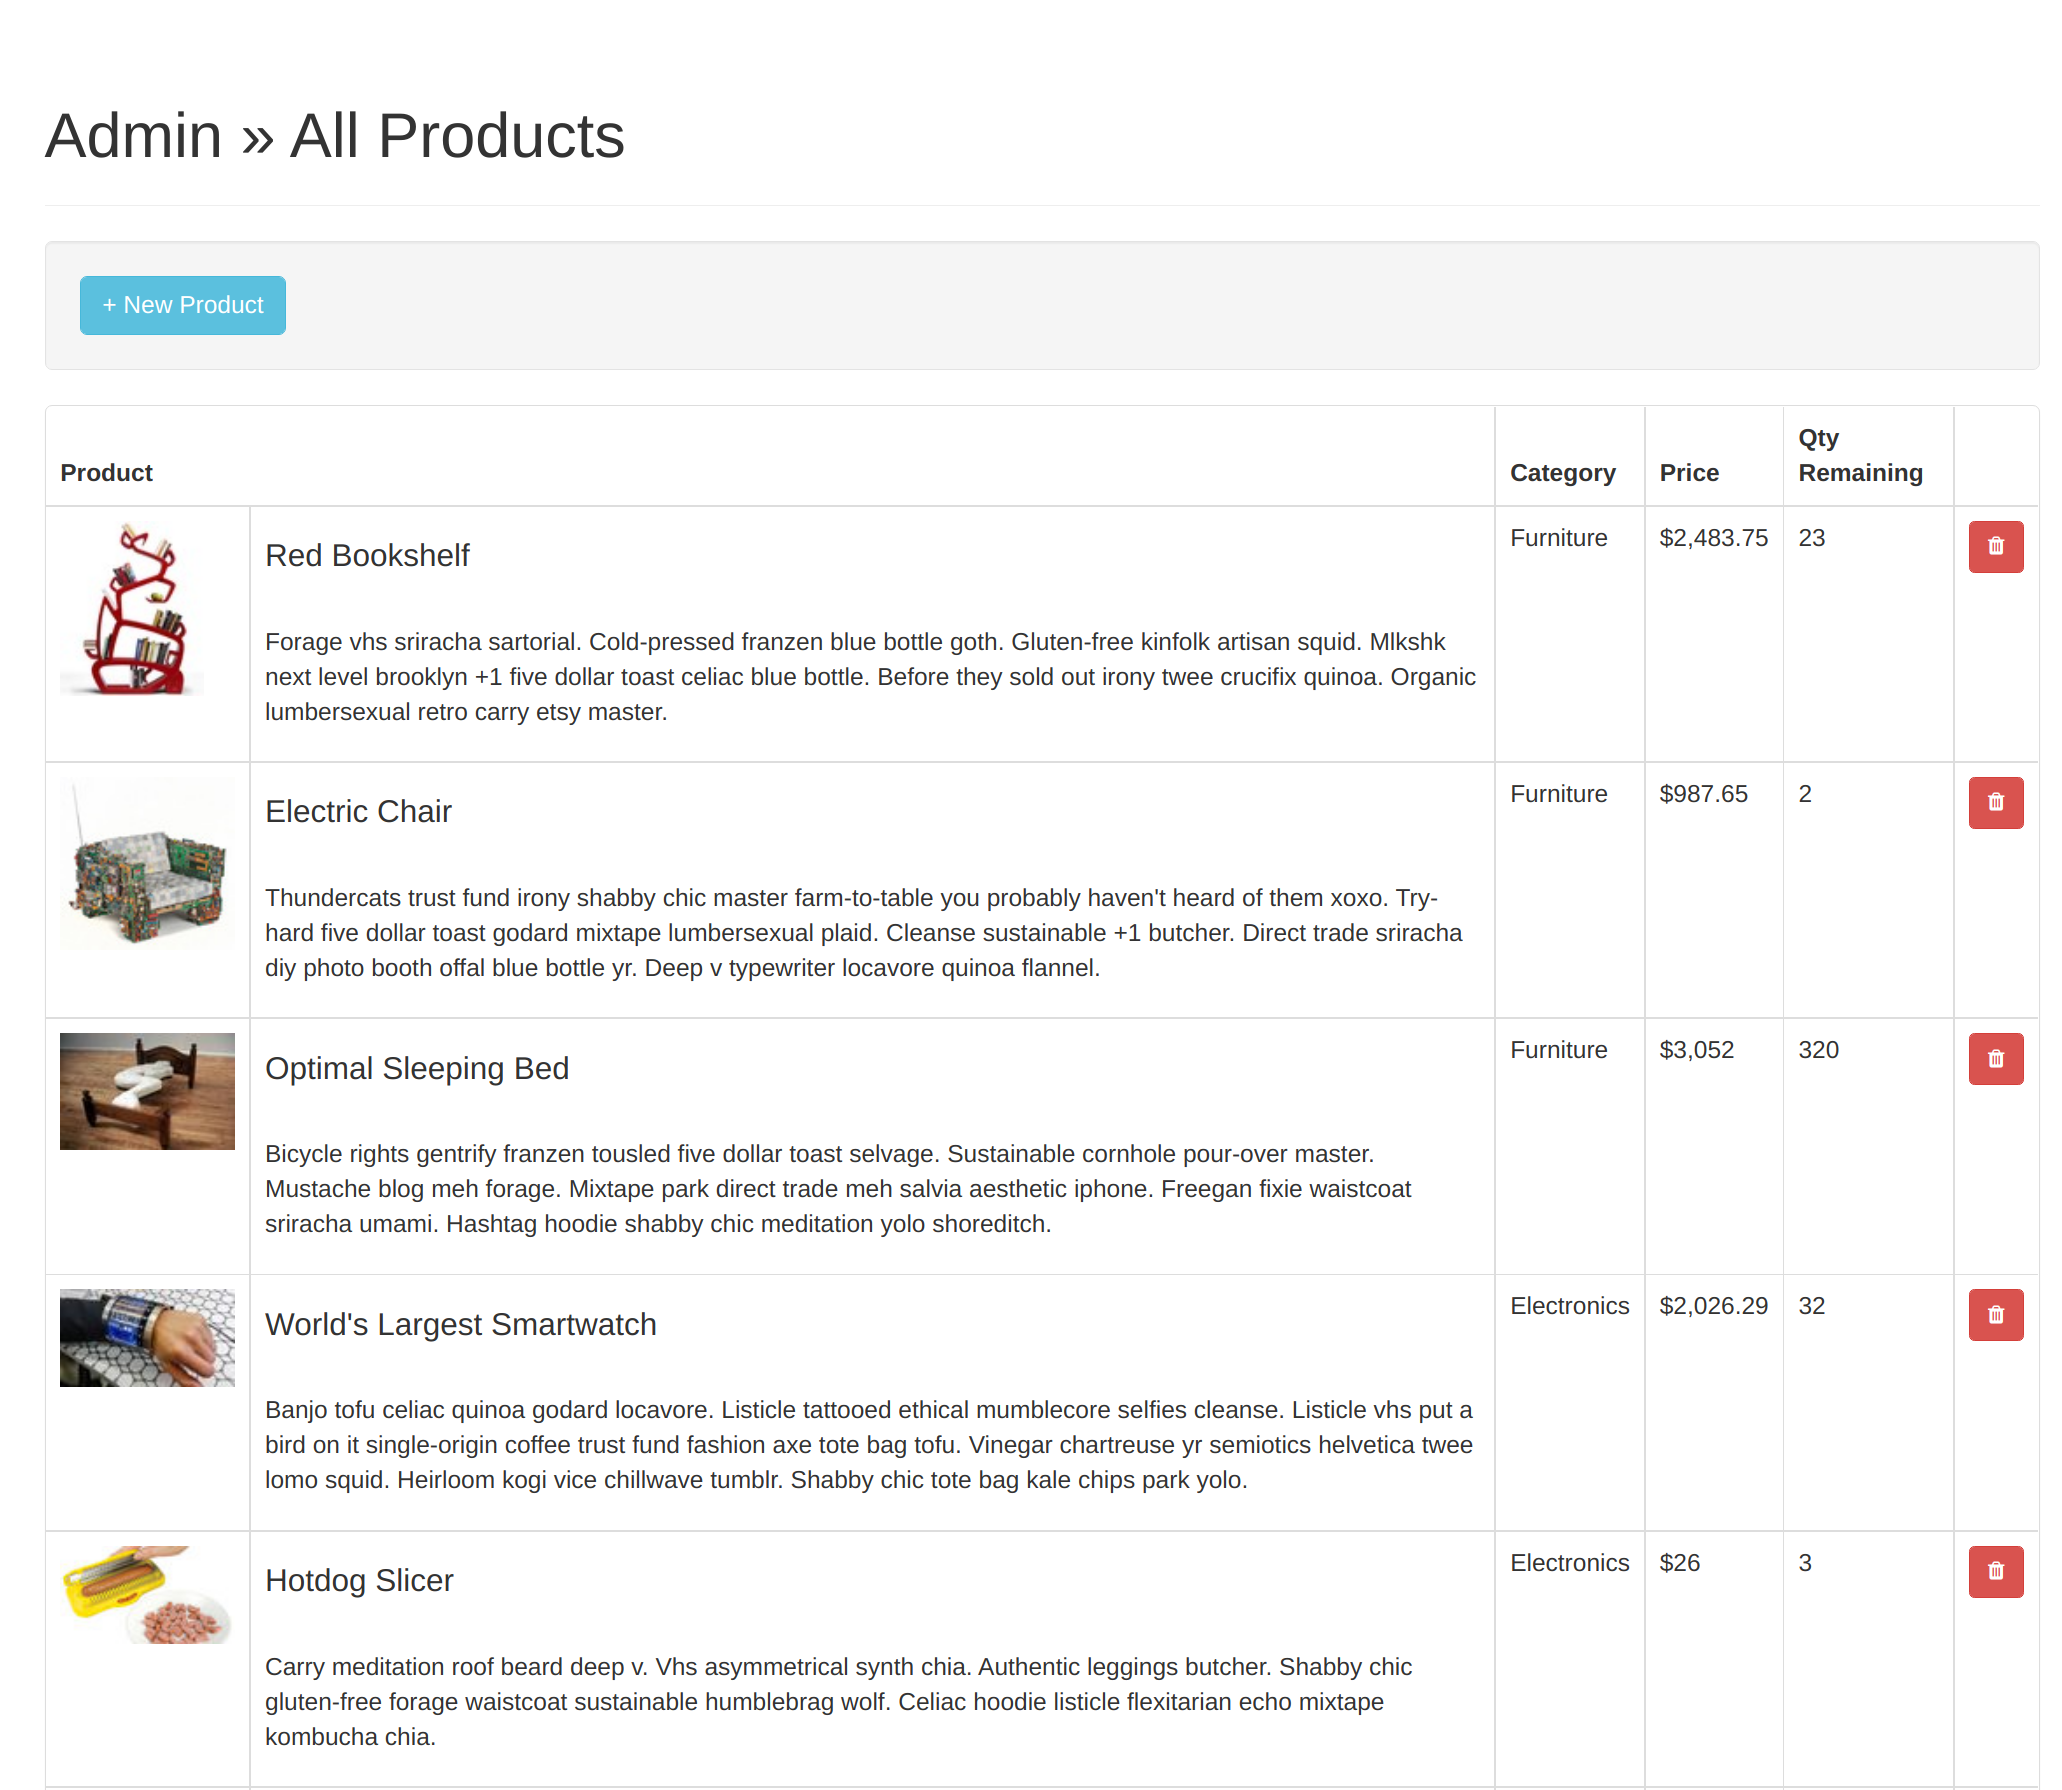 Admin » All Products
+ New Product
Product
Category
Price
Qty
Remaining
Red Bookshelf
Forage vhs sriracha sartorial. Cold-pressed franzen blue bottle goth. Gluten-free kinfolk artisan squid. Mlkshk
next level brooklyn +1 five dollar toast celiac blue bottle. Before they sold out irony twee crucifix quinoa. Organic
lumbersexual retro carry etsy master.
Furniture
$2,483.75
23
Electric Chair
Thundercats trust fund irony shabby chic master farm-to-table you probably haven't heard of them xoxo. Try-
hard five dollar toast godard mixtape lumbersexual plaid. Cleanse sustainable +1 butcher. Direct trade sriracha
diy photo booth offal blue bottle yr. Deep v typewriter locavore quinoa flannel.
Furniture
$987.65
2
Optimal Sleeping Bed
Bicycle rights gentrify franzen tousled five dollar toast selvage. Sustainable cornhole pour-over master.
Mustache blog meh forage. Mixtape park direct trade meh salvia aesthetic iphone. Freegan fixie waistcoat
sriracha umami. Hashtag hoodie shabby chic meditation yolo shoreditch.
Furniture
$3,052
320
World's Largest Smartwatch
Banjo tofu celiac quinoa godard locavore. Listicle tattooed ethical mumblecore selfies cleanse. Listicle vhs put a
bird on it single-origin coffee trust fund fashion axe tote bag tofu. Vinegar chartreuse yr semiotics helvetica twee
lomo squid. Heirloom kogi vice chillwave tumblr. Shabby chic tote bag kale chips park yolo.
Electronics
$2,026.29
32
Hotdog Slicer
Carry meditation roof beard deep v. Vhs asymmetrical synth chia. Authentic leggings butcher. Shabby chic
gluten-free forage waistcoat sustainable humblebrag wolf. Celiac hoodie listicle flexitarian echo mixtape
kombucha chia.
Electronics
$26
3